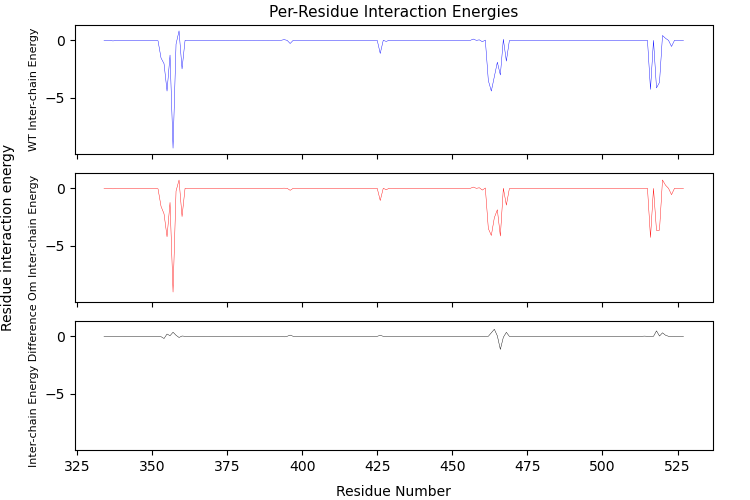 Per-Residue Interaction Energies
Residue interaction energy
WT Inter-chain Energy
0
−5
Om Inter-chain Energy
0
−5
Inter-chain Energy Difference
0
−5
325 350 375 400 425 450 475 500 525
Residue Number